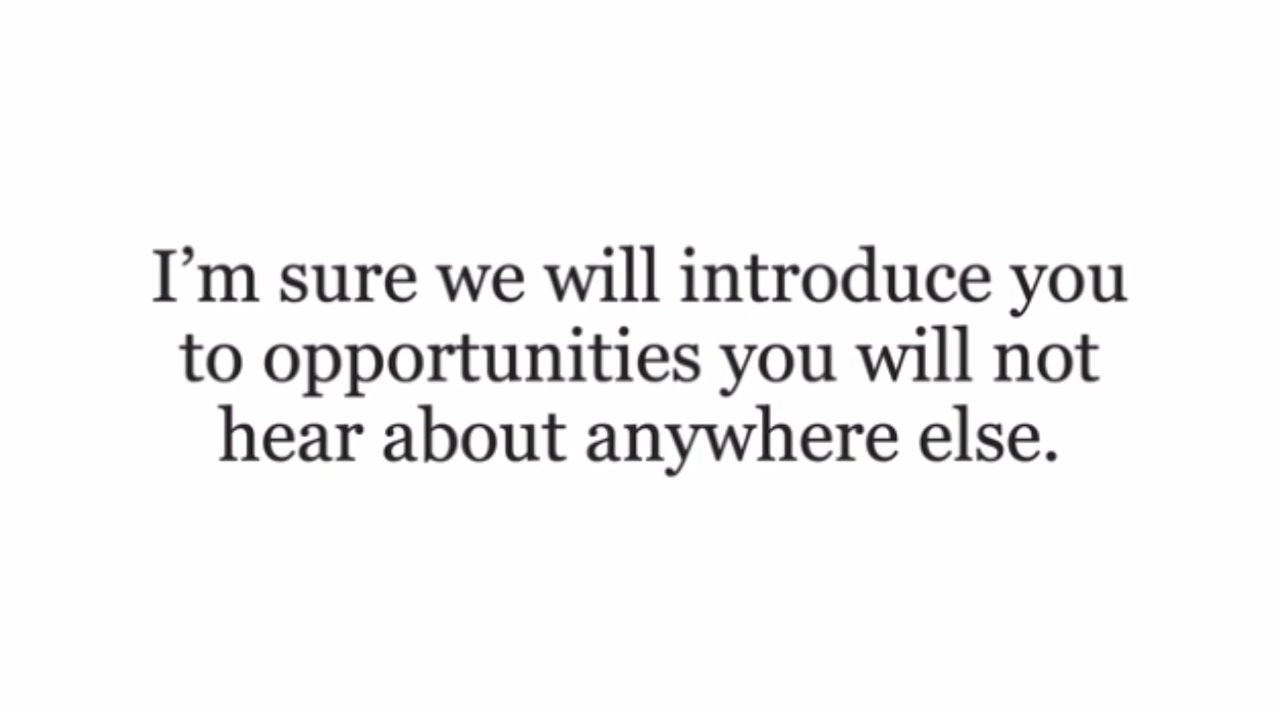 I’m sure we will introduce you
to opportunities you will not
hear about anywhere else.